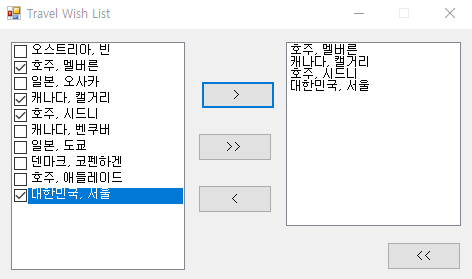 Travel Wish List
오스트리아, 빈
호주, 멜버른
일본, 오사카
캐나다, 캘거리
호주, 시드니
캐나다, 벤쿠버
일본, 도쿄
덴마크, 코펜하겐
호주, 애들레이드
대한민국, 서울
>
>>
<
호주, 멜버른
캐나다, 캘거리
호주, 시드니
대한민국, 서울
<<